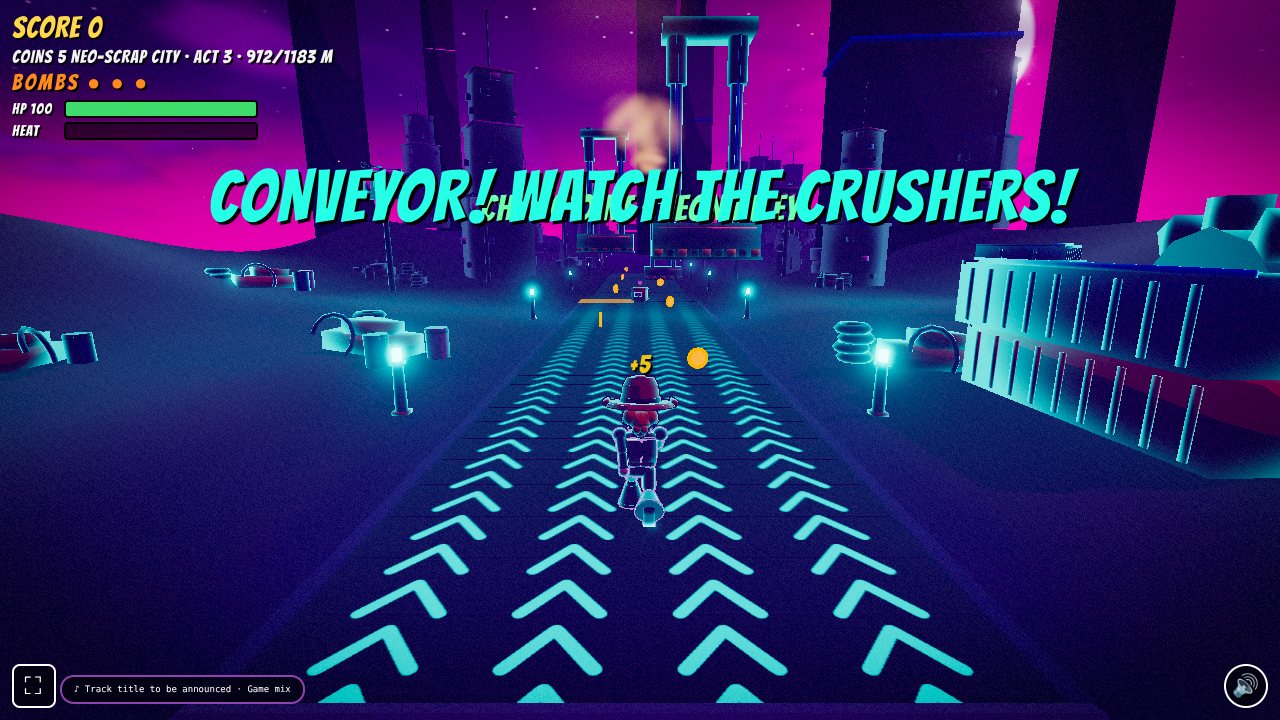 SCORE 0
COINS 5 NEO-SCRAP CITY · ACT 3 · 972/1183 M
BOMBS
HP 100
HEAT
CONVEYOR! WATCH THE CRUSHERS!
+5
♪ Track title to be announced · Game mix